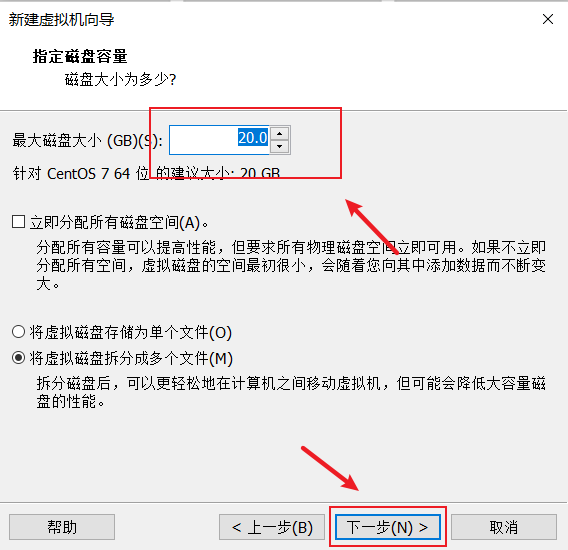 新建虚拟机向导
指定磁盘容量
磁盘大小为多少?
最大磁盘大小 (GB)(S): 20.0
针对 CentOS 7 64 位 的建议大小: 20 GB
立即分配所有磁盘空间(A)。
分配所有容量可以提高性能，但要求所有物理磁盘空间立即可用。如果不立即
分配所有空间，虚拟磁盘的空间最初很小，会随着您向其中添加数据而不断变
大。
将虚拟磁盘存储为单个文件(O)
将虚拟磁盘拆分成多个文件(M)
拆分磁盘后，可以更轻松地在计算机之间移动虚拟机，但可能会降低大容量磁
盘的性能。
帮助 < 上一步(B) 下一步(N) > 取消